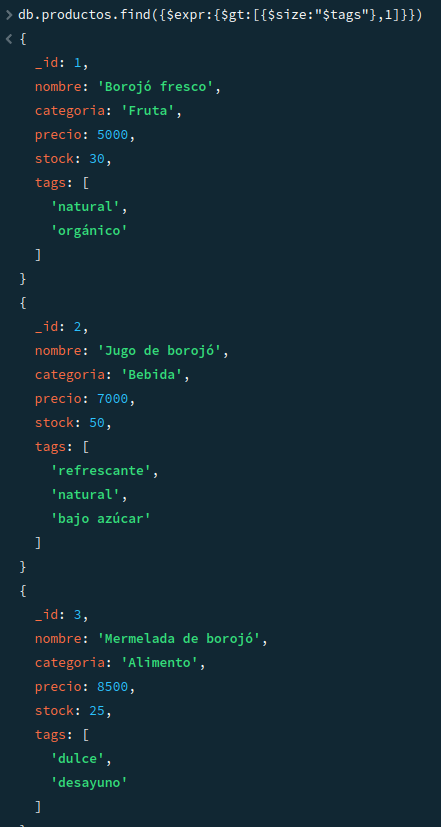 > db.productos.find({$expr:{$gt:[{$size:"$tags"},1]}})
< {
_id: 1,
nombre: 'Borojó fresco',
categoria: 'Fruta',
precio: 5000,
stock: 30,
tags: [
'natural',
'orgánico'
]
}
{
_id: 2,
nombre: 'Jugo de borojó',
categoria: 'Bebida',
precio: 7000,
stock: 50,
tags: [
'refrescante',
'natural',
'bajo azúcar'
]
}
{
_id: 3,
nombre: 'Mermelada de borojó',
categoria: 'Alimento',
precio: 8500,
stock: 25,
tags: [
'dulce',
'desayuno'
]
}